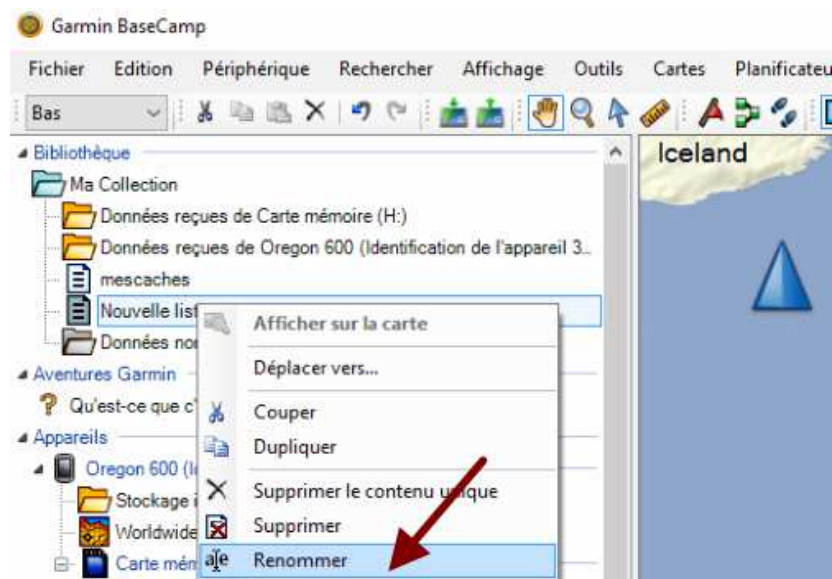 Garmin BaseCamp
Fichier Edition Périphérique Rechercher Affichage Outils Cartes Planificateu
Bas
Bibliothèque
Iceland
Ma Collection
Données reçues de Carte mémoire (H:)
Données reçues de Oregon 600 (Identification de l'appareil 3...
mescaches
Nouvelle list
Afficher sur la carte
Données no
Déplacer vers...
Aventures Garmin
Qu'est-ce que c'
Couper
Dupliquer
Appareils
Oregon 600 (I
Supprimer le contenu unique
Stockage i
Supprimer
Worldwide
Renommer
Carte mém